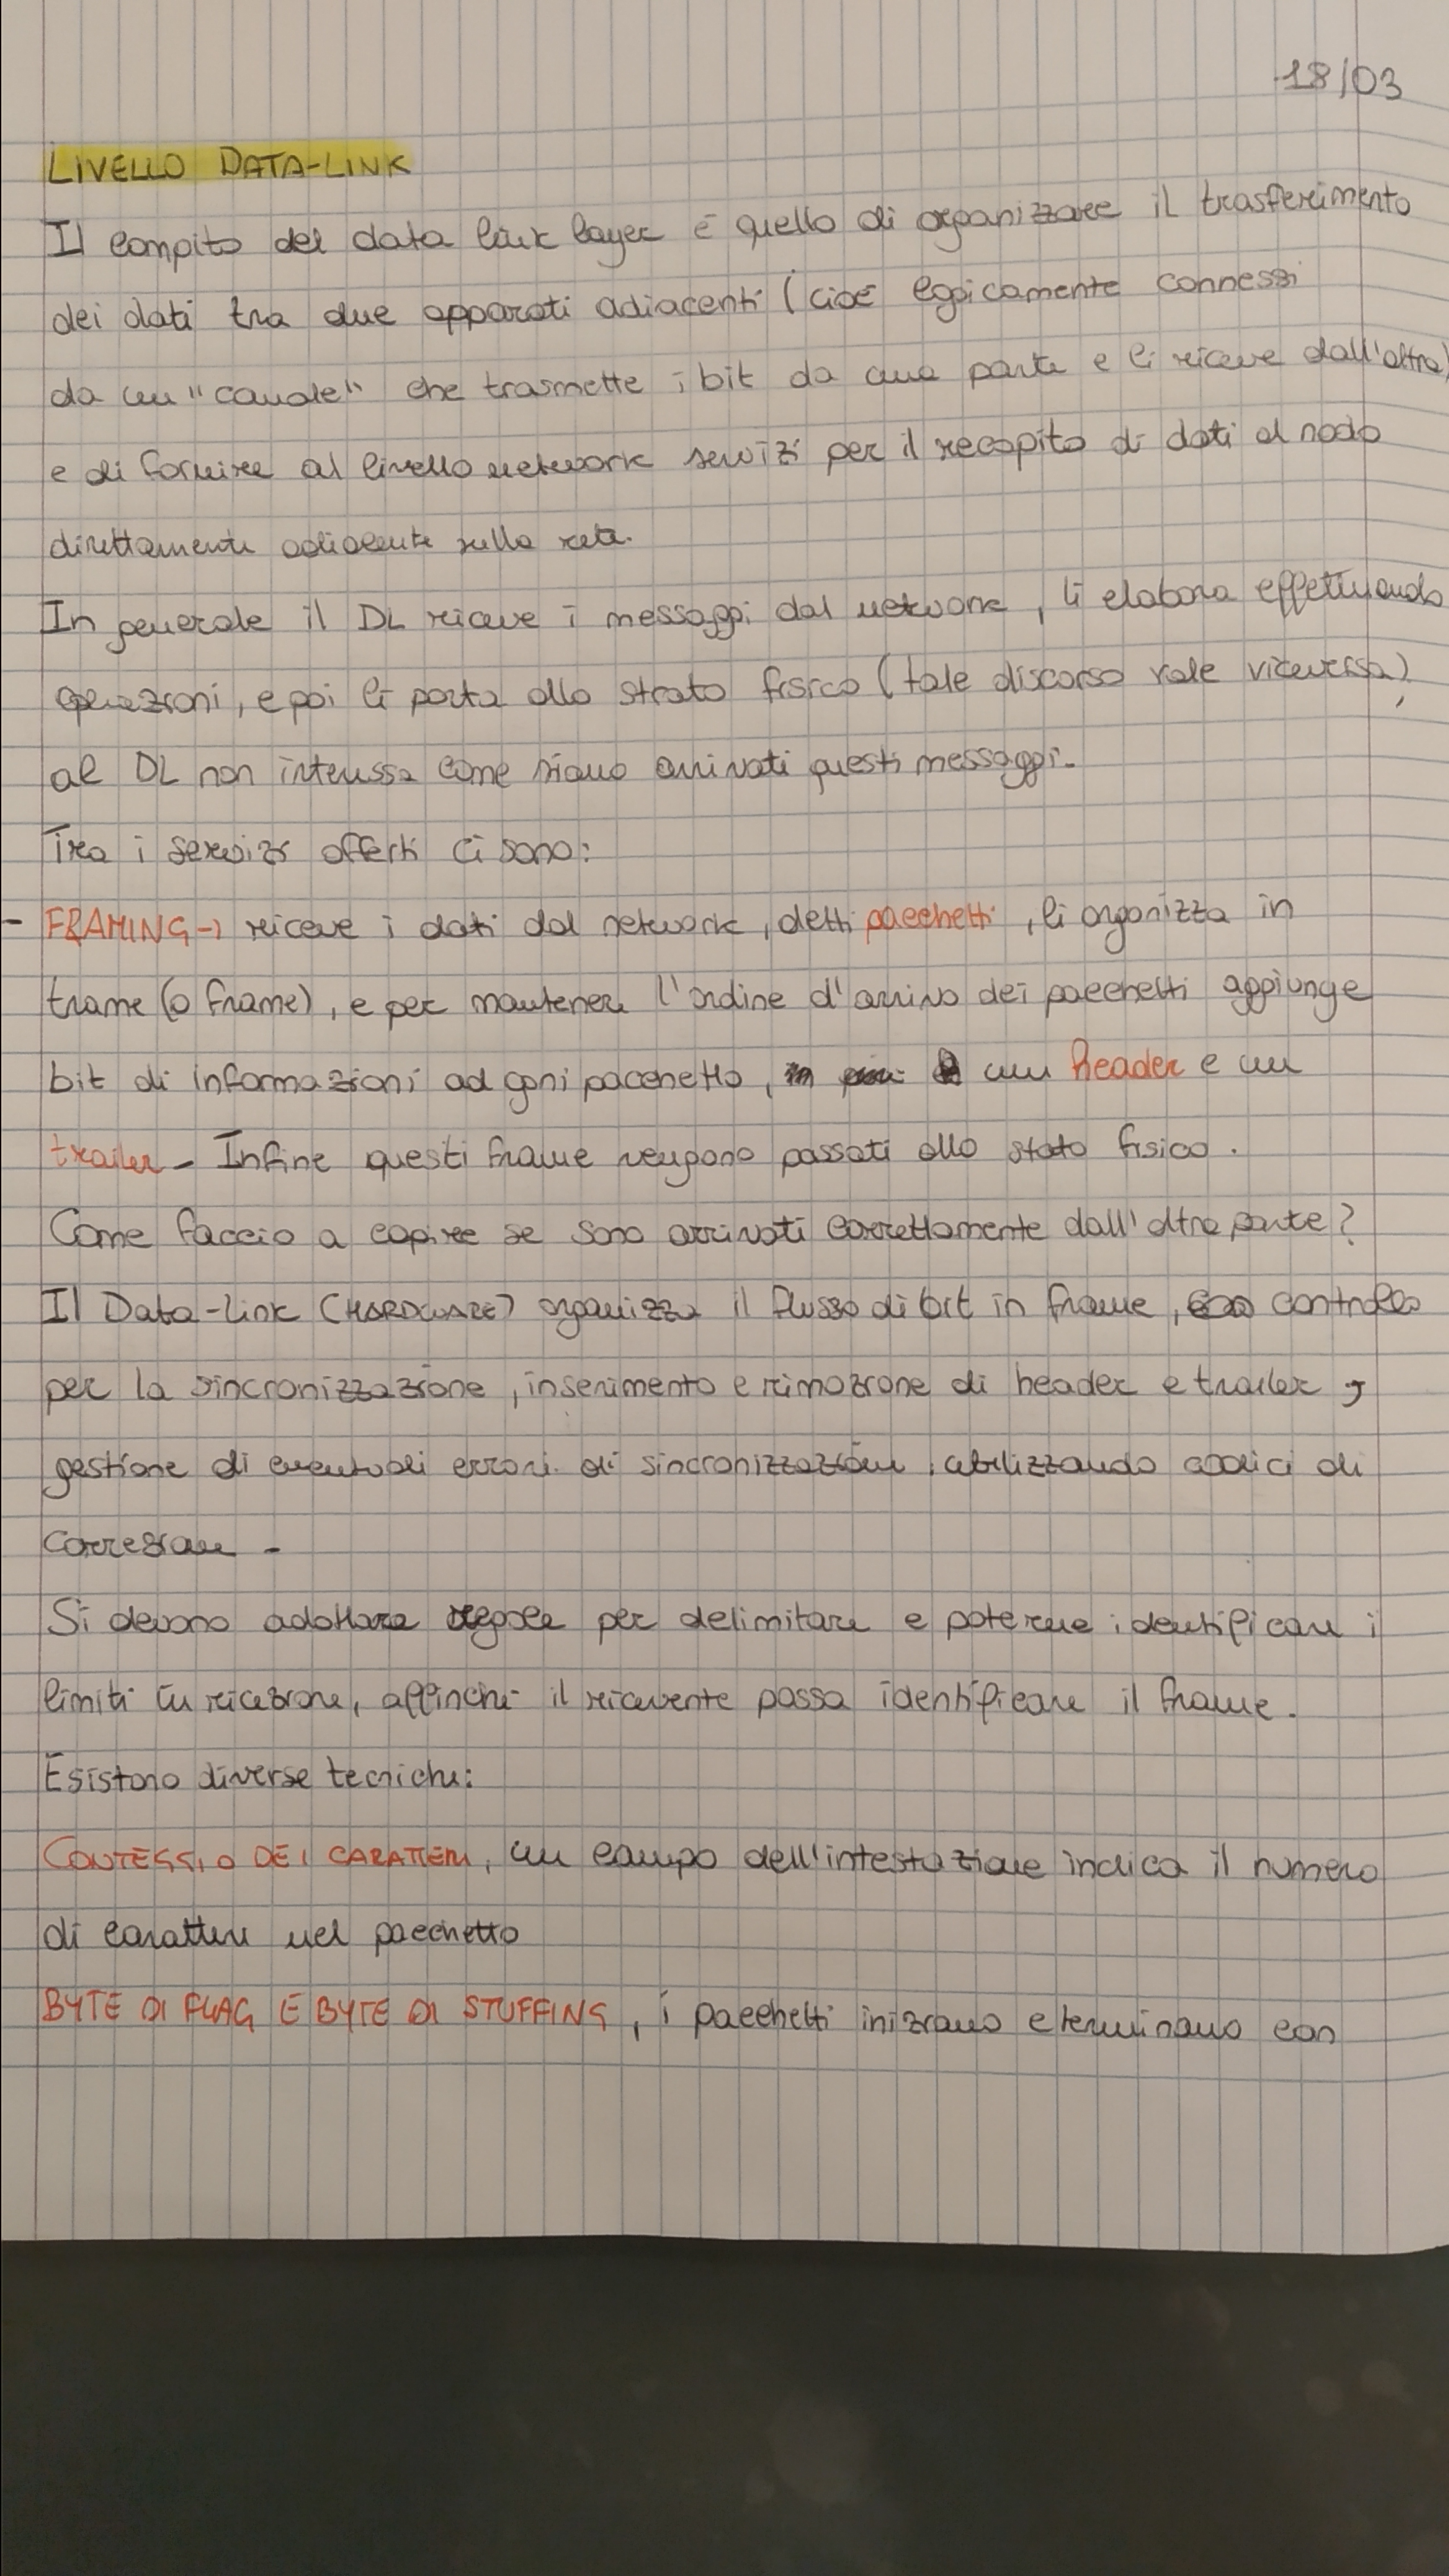 18/03
LIVELLO DATA-LINK
Il compito del data link layer è quello di organizzare il trasferimento
dei dati tra due apparati adiacenti (cioè logicamente connessi
da un "canale" che trasmette i bit da una parte e li riceve dall'altra)
e di fornire al livello network servizi per il recapito di dati al nodo
direttamente adiacente sulla rete.
In generale il DL riceve i messaggi dal network, li elabora effettuando
operazioni, e poi li porta allo strato fisico (tale discorso vale viceversa),
al DL non interessa come siano arrivati questi messaggi.
Tra i servizi offerti ci sono:
- FRAMING → riceve i dati dal network, detti pacchetti, li organizza in
trame (o frame), e per mantenere l'ordine d'arrivo dei pacchetti aggiunge
bit di informazioni ad ogni pacchetto, un header e un
trailer - Infine questi frame vengono passati allo stato fisico.
Come faccio a capire se sono arrivati correttamente dall'altra parte?
Il Data-link (HARDWARE) organizza il flusso di bit in frame, con controllo
per la sincronizzazione, inserimento e rimozione di header e trailer,
gestione di eventuali errori di sincronizzazione, utilizzando codici di
correzione -
Si devono adottare regole per delimitare e poterne identificare i
limiti in ricezione, affinché il ricevente possa identificare il frame.
Esistono diverse tecniche:
CONTEGGIO DEI CARATTERI, un campo dell'intestazione indica il numero
di caratteri nel pacchetto
BYTE DI FLAG E BYTE DI STUFFING, i pacchetti iniziano e terminano con